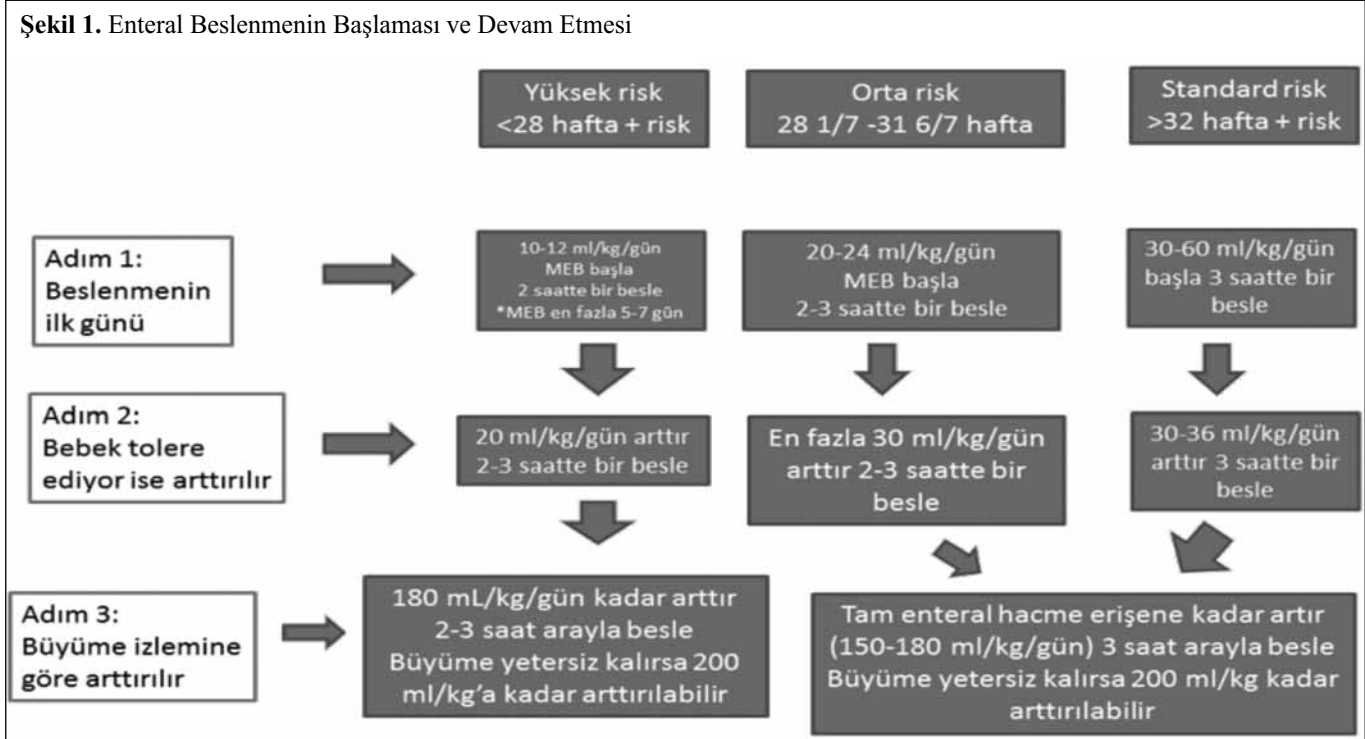 Şekil 1. Enteral Beslenmenin Başlaması ve Devam Etmesi
Yüksek risk
<28 hafta + risk
Orta risk
28 1/7 -31 6/7 hafta
Standard risk
>32 hafta + risk
Adım 1:
Beslenmenin
ilk günü
10-12 ml/kg/gün
MEB başla
2 saatte bir besle
*MEB en fazla 5-7 gün
20-24 ml/kg/gün
MEB başla
2-3 saatte bir besle
30-60 ml/kg/gün
başla 3 saatte bir
besle
Adım 2:
Bebek tolere
ediyor ise arttırılır
20 ml/kg/gün arttır
2-3 saatte bir besle
En fazla 30 ml/kg/gün
arttır 2-3 saatte bir
besle
30-36 ml/kg/gün
arttır 3 saatte bir
besle
Adım 3:
Büyüme izlemine
göre arttırılır
180 mL/kg/gün kadar arttır
2-3 saat arayla besle
Büyüme yetersiz kalırsa 200
ml/kg'a kadar arttırılabilir
Tam enteral hacme erişene kadar artır
(150-180 ml/kg/gün) 3 saat arayla besle
Büyüme yetersiz kalırsa 200 ml/kg kadar
arttırılabilir